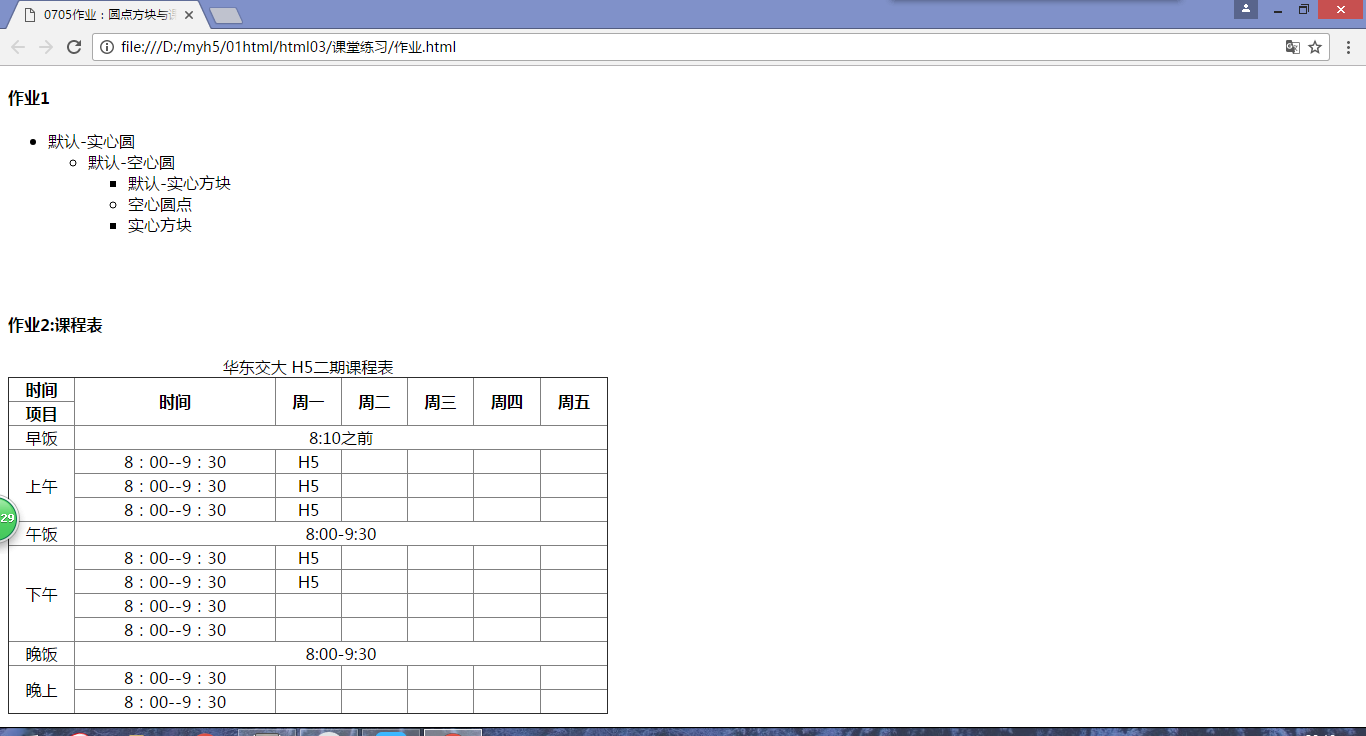 0705作业：圆点方块与
file:///D:/myh5/01html/html03/课堂练习/作业.html
作业1
默认-实心圆
默认-空心圆
默认-实心方块
空心圆点
实心方块
作业2:课程表
华东交大 H5二期课程表
时间 时间 周一 周二 周三 周四 周五
项目
早饭 8:10之前
上午 8：00--9：30 H5
8：00--9：30 H5
8：00--9：30 H5
29
午饭 8:00-9:30
下午 8：00--9：30 H5
8：00--9：30 H5
8：00--9：30
8：00--9：30
晚饭 8:00-9:30
晚上 8：00--9：30
8：00--9：30